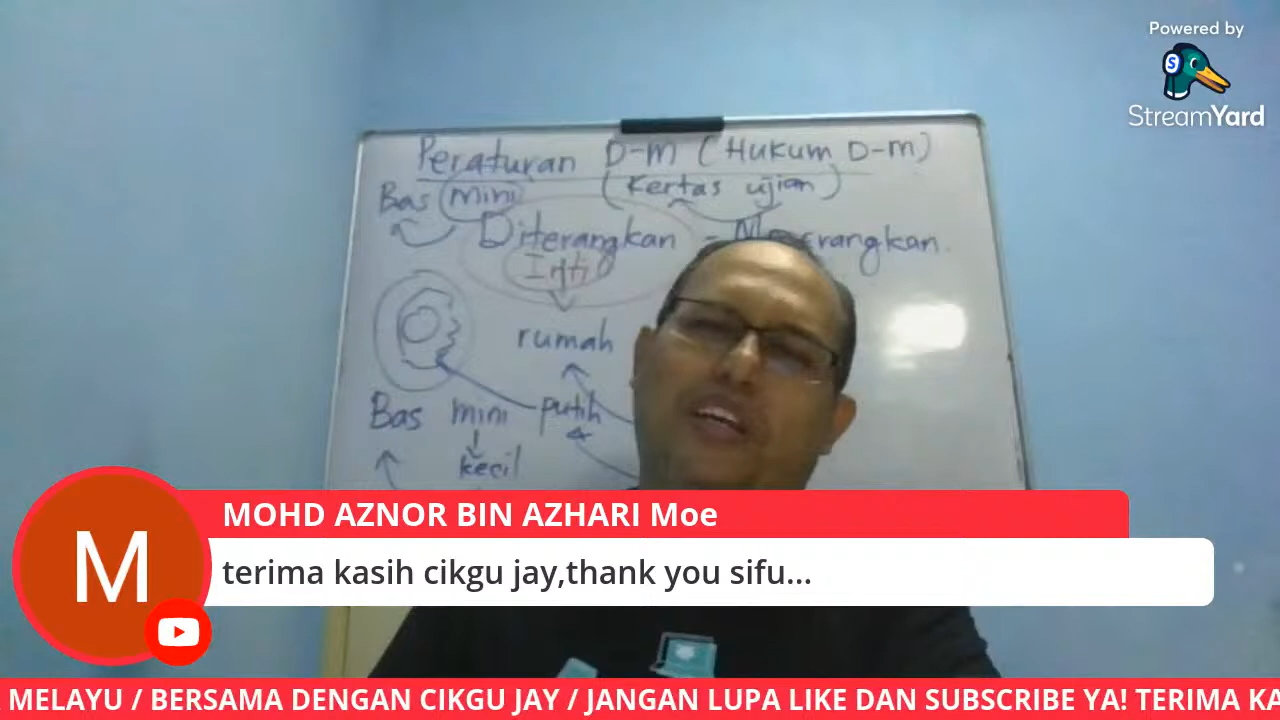 Powered by
StreamYard
Peraturan D-M (Hukum D-M)
Bas mini (Kertas ujian)
Diterangkan -
Inti
rumah
Bas mini putih
kecil
MOHD AZNOR BIN AZHARI Moe
M
terima kasih cikgu jay,thank you sifu...
MELAYU / BERSAMA DENGAN CIKGU JAY / JANGAN LUPA LIKE DAN SUBSCRIBE YA! TERIMA KA